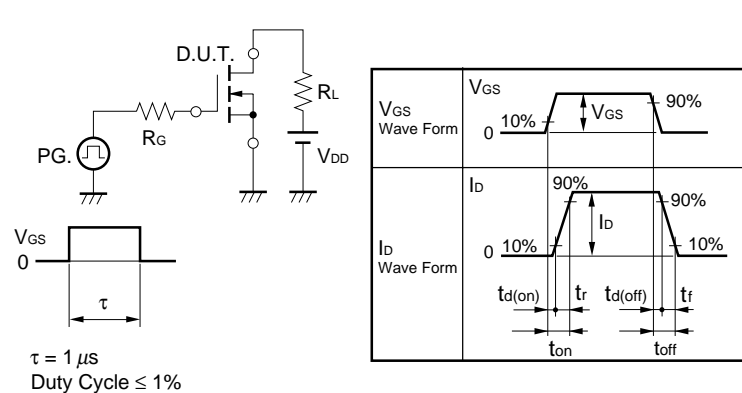 D.U.T.
RL
RG
PG.
VDD
VGS
0
τ
τ = 1 μs
Duty Cycle ≤ 1%
VGS
Wave Form
VGS
10%
0
VGS
90%
ID
Wave Form
ID
90%
90%
ID
0
10%
10%
td(on)
tr
td(off)
tf
ton
toff